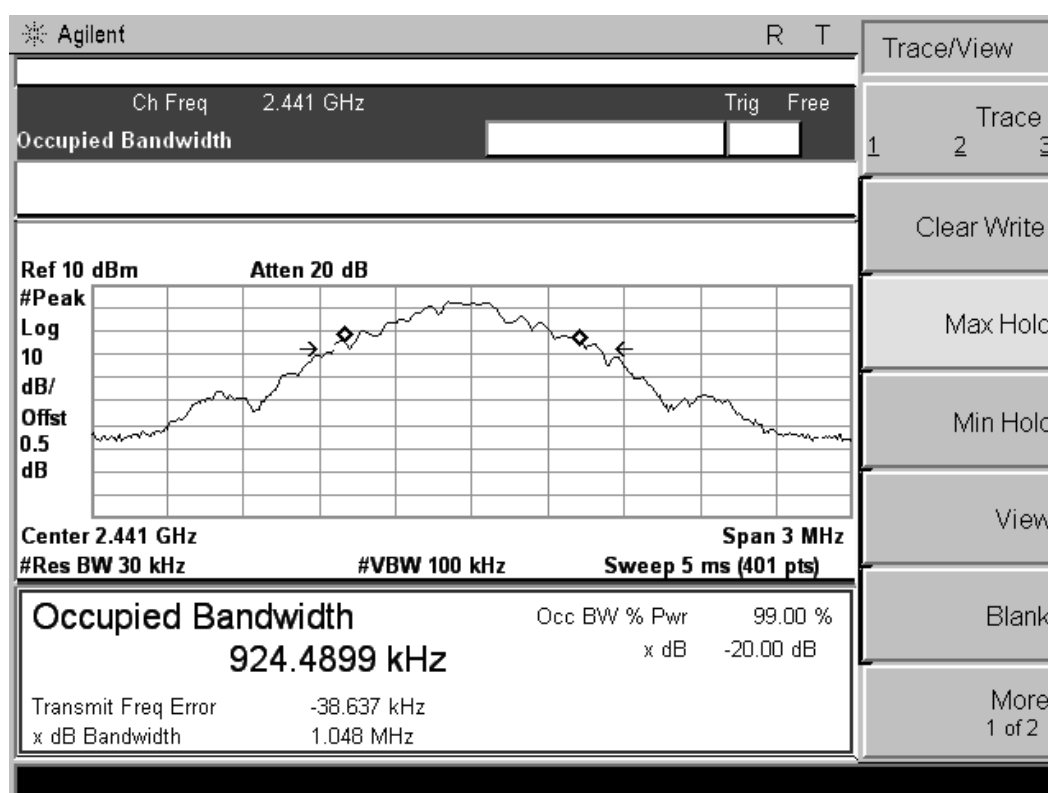 Agilent R T
Ch Freq 2.441 GHz Trig Free
Occupied Bandwidth
Ref 10 dBm Atten 20 dB
#Peak
Log
10
dB/
Offst
0.5
dB
Center 2.441 GHz Span 3 MHz
#Res BW 30 kHz #VBW 100 kHz Sweep 5 ms (401 pts)
Occupied Bandwidth Occ BW % Pwr 99.00 %
924.4899 kHz x dB -20.00 dB
Transmit Freq Error -38.637 kHz
x dB Bandwidth 1.048 MHz
Trace/View
Trace
1 2 3
Clear Write
Max Hold
Min Hold
View
Blank
More
1 of 2